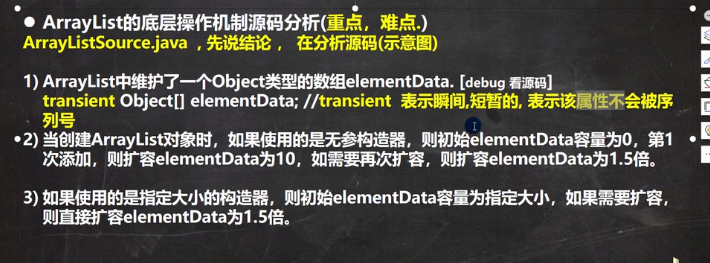 ● ArrayList的底层操作机制源码分析(重点，难点.)
ArrayListSource.java ，先说结论， 在分析源码(示意图)
1) ArrayList中维护了一个Object类型的数组elementData. [debug 看源码]
transient Object[] elementData; //transient 表示瞬间,短暂的, 表示该属性不会被序
列号
2) 当创建ArrayList对象时，如果使用的是无参构造器，则初始elementData容量为0，第1
次添加，则扩容elementData为10，如需要再次扩容，则扩容elementData为1.5倍。
3) 如果使用的是指定大小的构造器，则初始elementData容量为指定大小，如果需要扩容，
则直接扩容elementData为1.5倍。